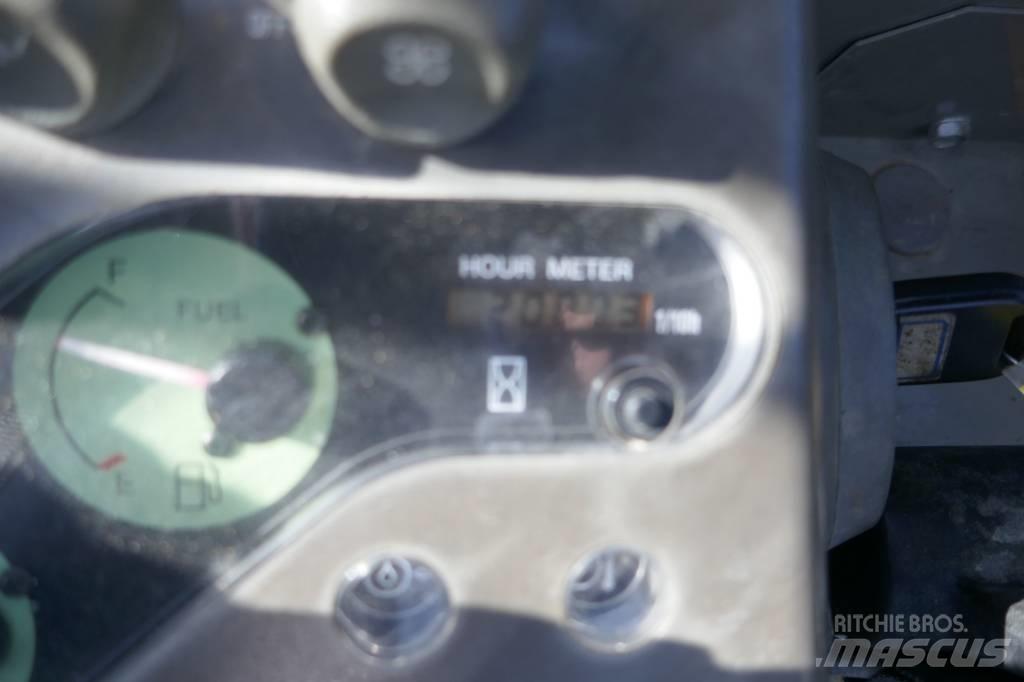 HOUR METER
F
FUEL
1/10h
E
RITCHIE BROS.
MASCUS